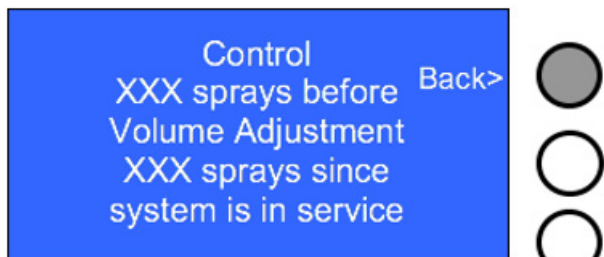 Control
XXX sprays before
Back>
Volume Adjustment
XXX sprays since
system is in service